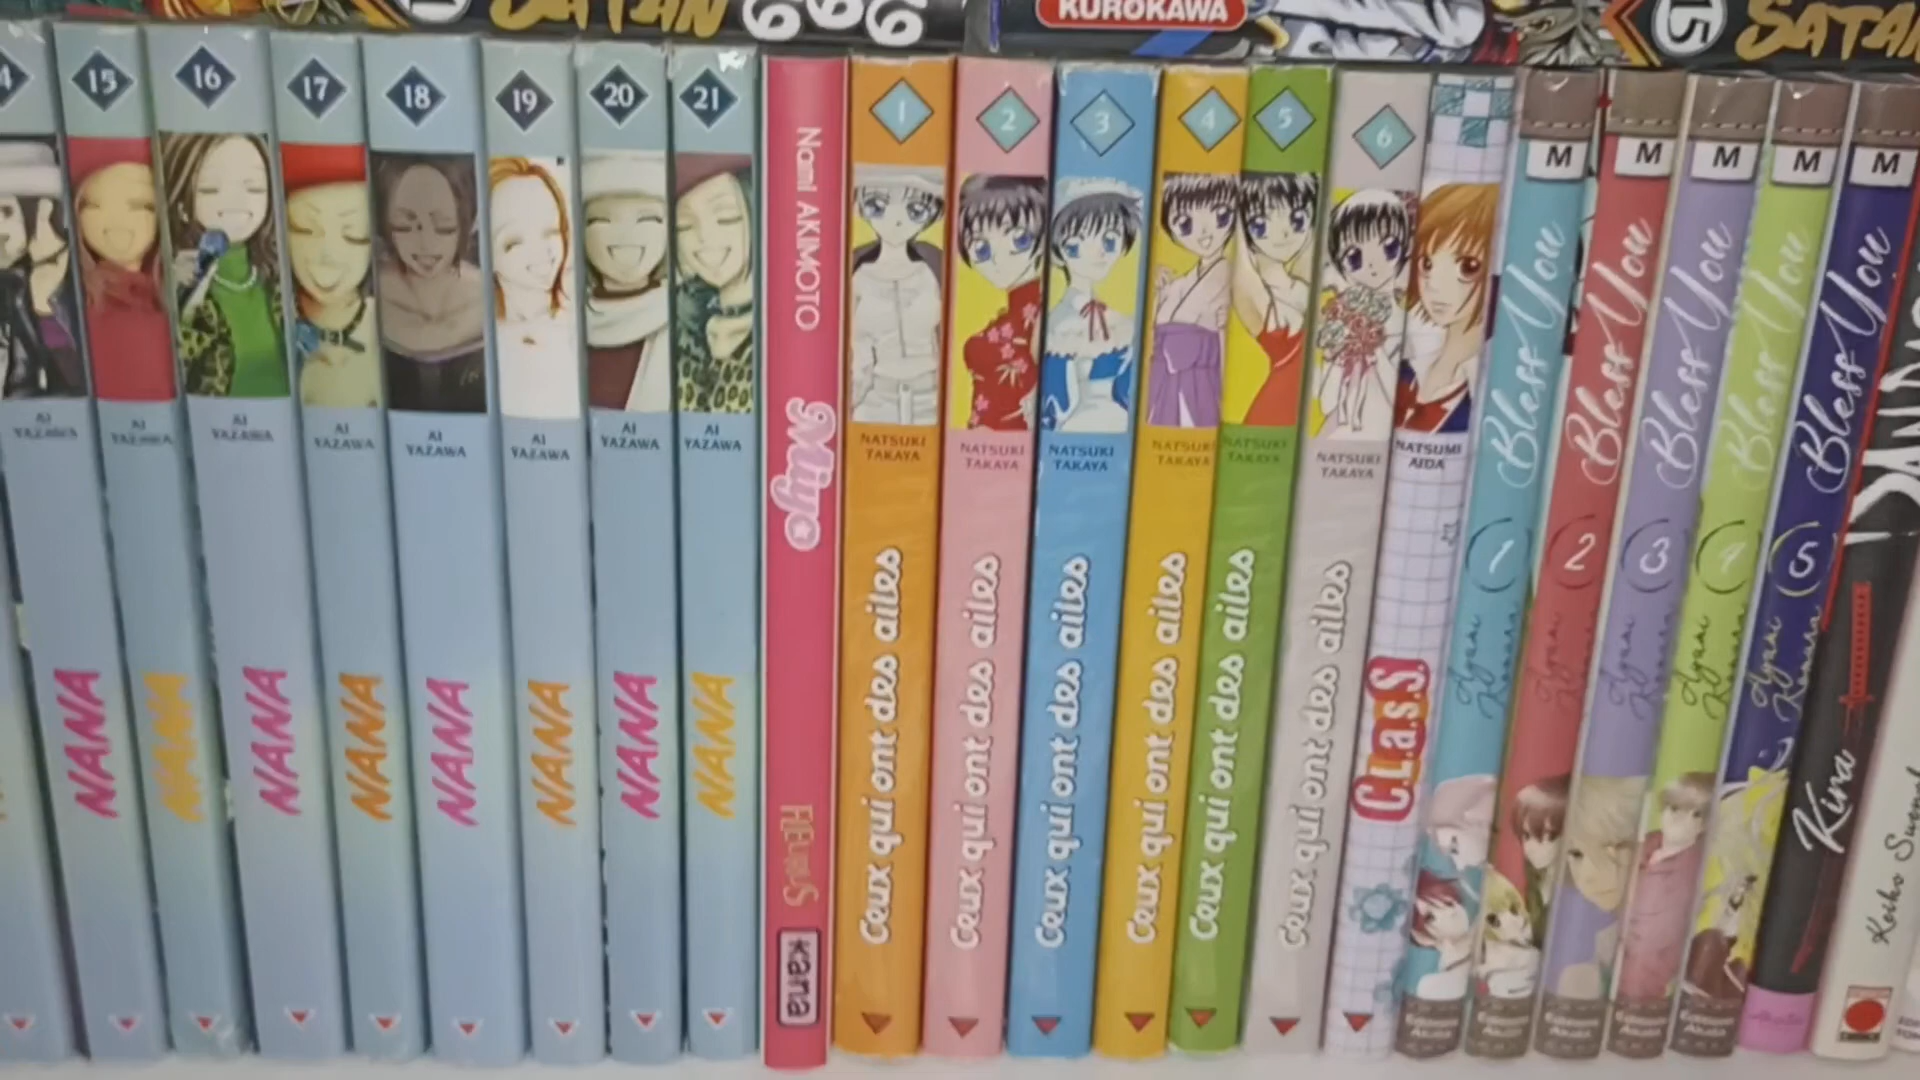 SATAN
KUROKAWA
15
SATAN
15
AI
YAZAWA
NANA
16
AI
YAZAWA
NANA
17
AI
YAZAWA
NANA
18
AI
YAZAWA
NANA
19
AI
YAZAWA
NANA
20
AI
YAZAWA
NANA
21
AI
YAZAWA
NANA
AI
YAZAWA
NANA
Nami AKIMOTO
Miyo
kana
1
NATSUKI
TAKAYA
Ceux qui ont des ailes
2
NATSUKI
TAKAYA
Ceux qui ont des ailes
3
NATSUKI
TAKAYA
Ceux qui ont des ailes
4
NATSUKI
TAKAYA
Ceux qui ont des ailes
5
NATSUKI
TAKAYA
Ceux qui ont des ailes
6
NATSUKI
TAKAYA
Ceux qui ont des ailes
NATSUMI
AIDA
C.L.a.S.S.
M
Bless You
1
M
Bless You
2
M
Bless You
3
M
Bless You
4
M
Bless You
5
Kira
Keiko